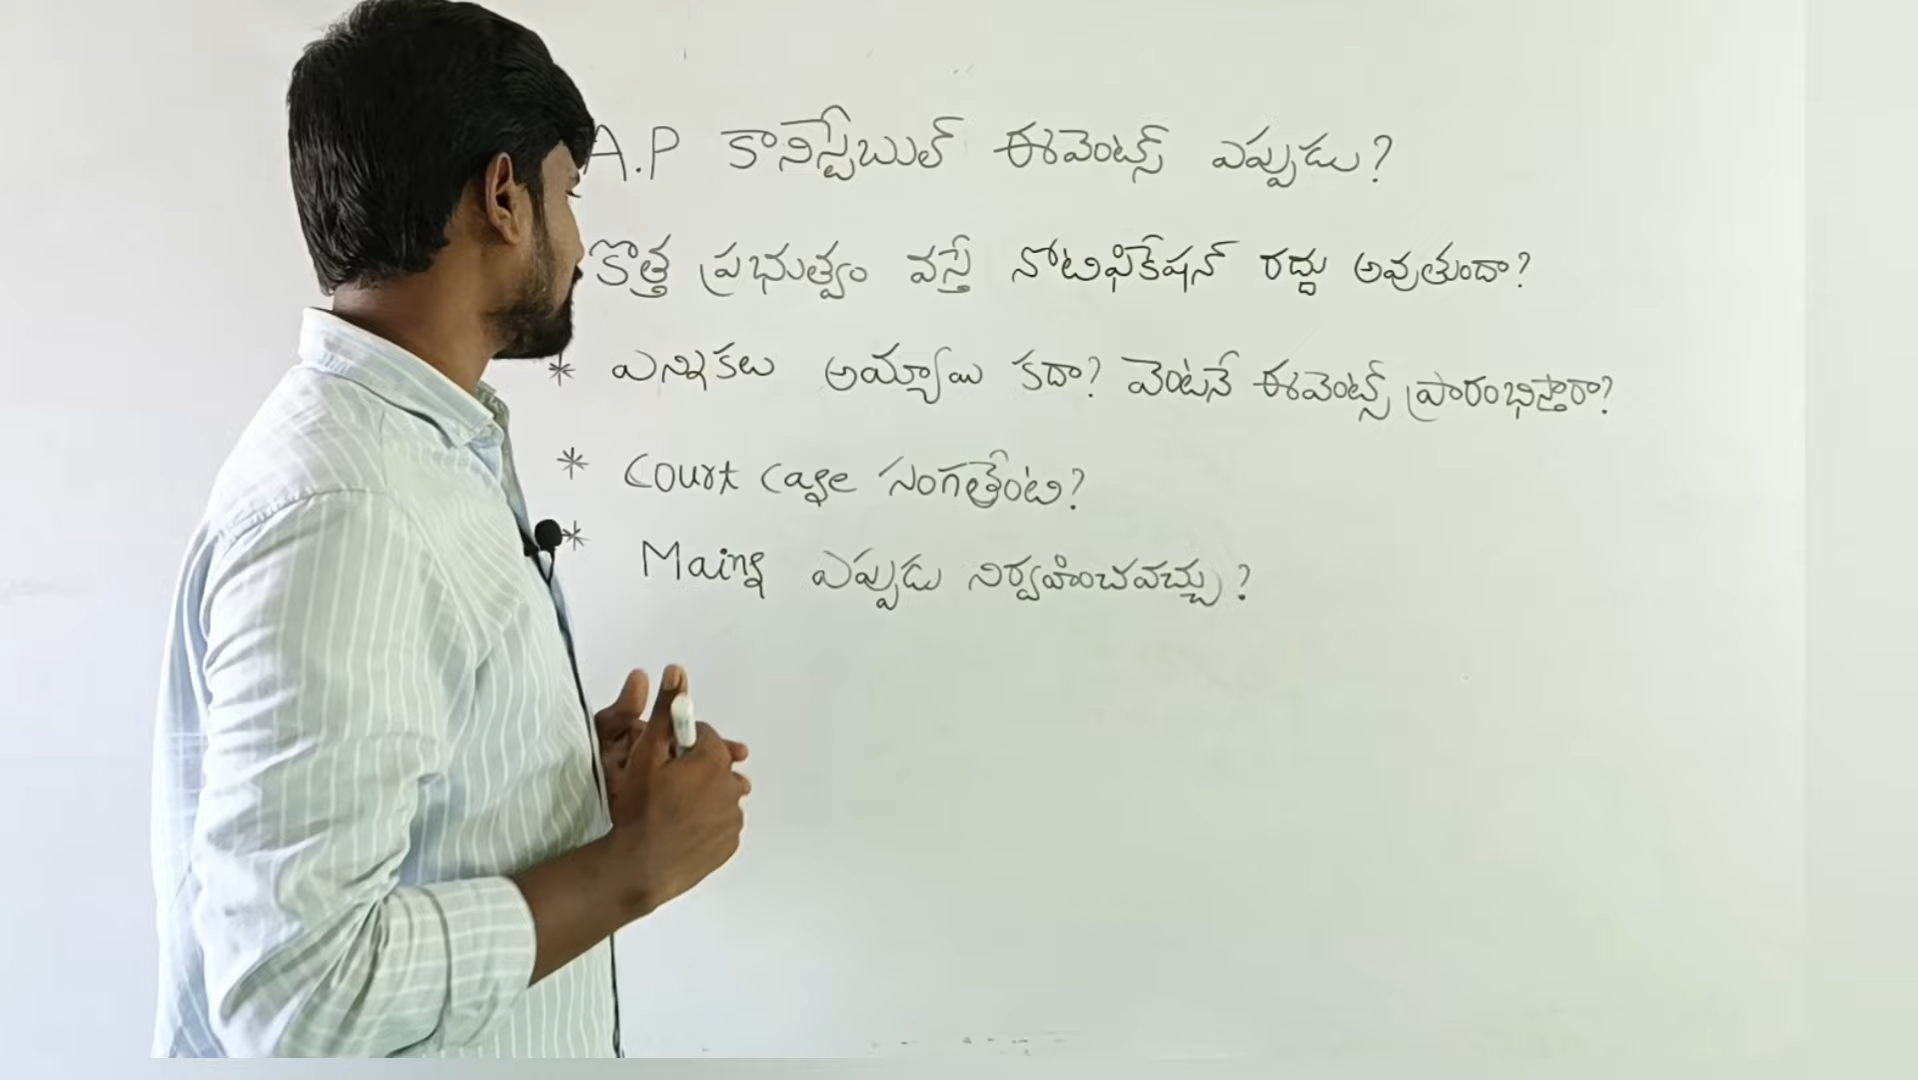 A.P కానిస్టేబుల్ ఈవెంట్స్ ఎప్పుడు?
కొత్త ప్రభుత్వం వస్తే నోటిఫికేషన్ రద్దు అవుతుందా?
* ఎన్నికలు అయ్యాయి కదా? వెంటనే ఈవెంట్స్ ప్రారంభిస్తారా?
* Court case సంగతేంటి?
* Mains ఎప్పుడు నిర్వహించవచ్చు?